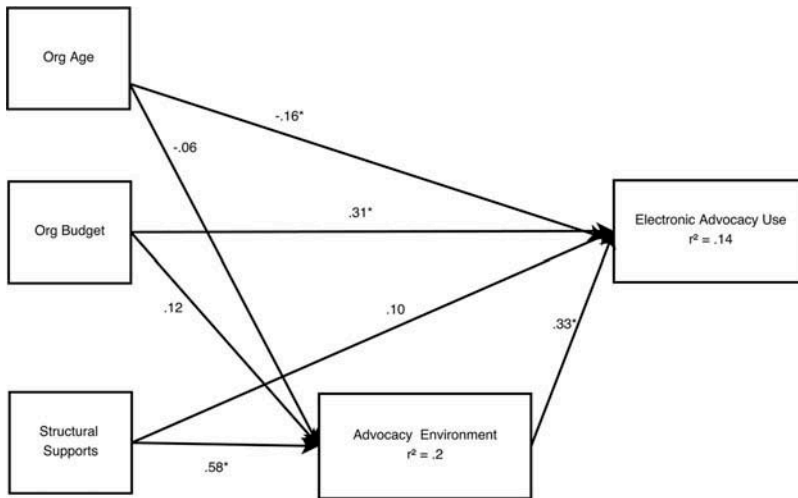 Org Age
-.16*
-.06
Org Budget
.31*
Electronic Advocacy Use
r² = .14
.12
.10
.33*
Structural
Supports
Advocacy Environment
r² = .2
.58*